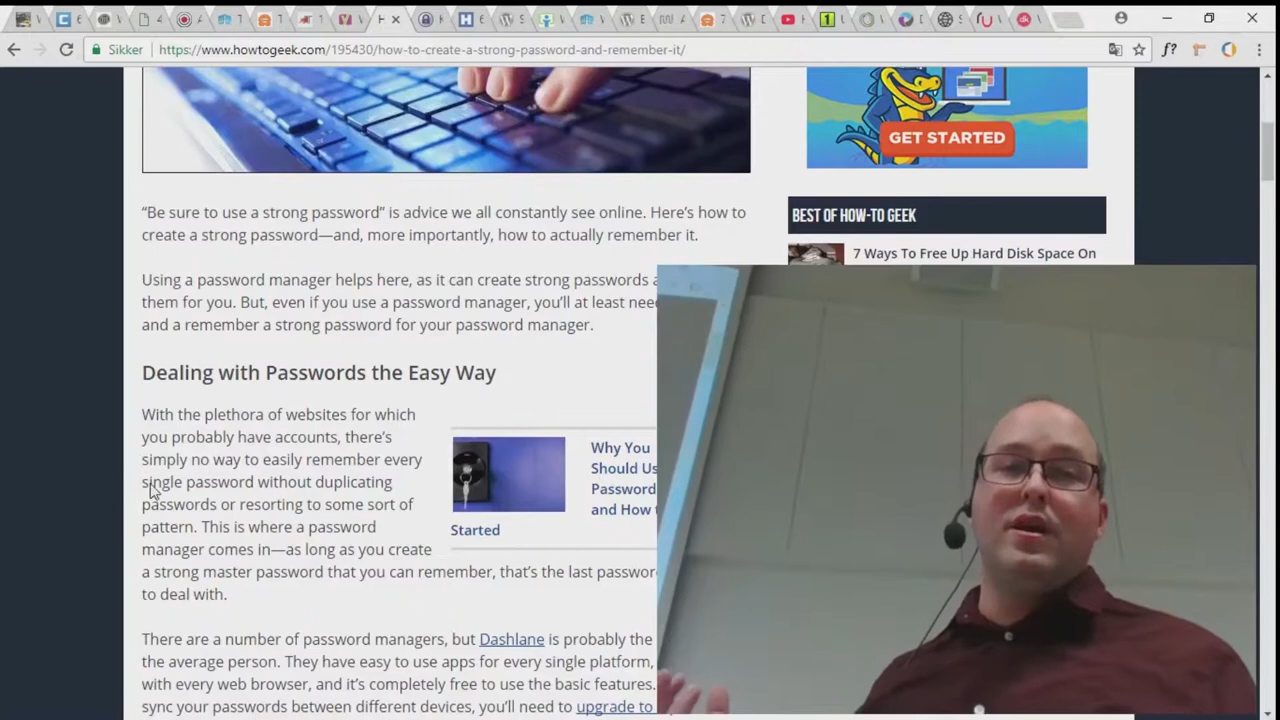 Sikker
https://www.howtogeek.com/195430/how-to-create-a-strong-password-and-remember-it/
f?
GET STARTED
“Be sure to use a strong password” is advice we all constantly see online. Here’s how to
create a strong password—and, more importantly, how to actually remember it.
BEST OF HOW-TO GEEK
7 Ways To Free Up Hard Disk Space On
Using a password manager helps here, as it can create strong passwords a
them for you. But, even if you use a password manager, you’ll at least need
and a remember a strong password for your password manager.
Dealing with Passwords the Easy Way
With the plethora of websites for which
you probably have accounts, there’s
simply no way to easily remember every
single password without duplicating
passwords or resorting to some sort of
pattern. This is where a password
manager comes in—as long as you create
a strong master password that you can remember, that’s the last passwor
to deal with.
Why You
Should Us
Password
and How
Started
There are a number of password managers, but Dashlane is probably the
the average person. They have easy to use apps for every single platform,
with every web browser, and it’s completely free to use the basic features.
sync your passwords between different devices, you’ll need to upgrade to